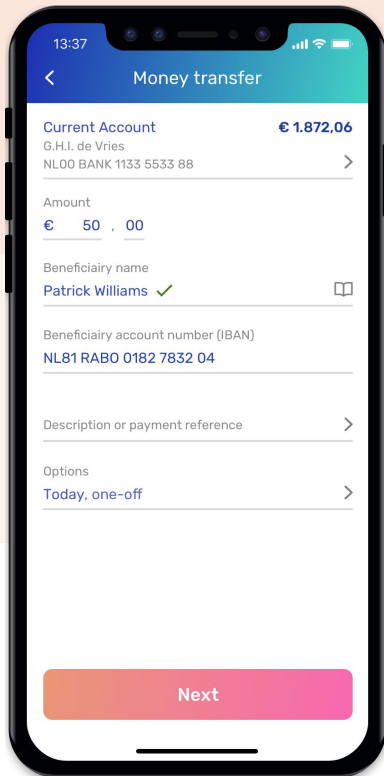 13:37
Money transfer
Current Account € 1.872,06
G.H.I. de Vries
NL00 BANK 1133 5533 88
Amount
€ 50 , 00
Beneficiairy name
Patrick Williams
Beneficiairy account number (IBAN)
NL81 RABO 0182 7832 04
Description or payment reference
Options
Today, one-off
Next